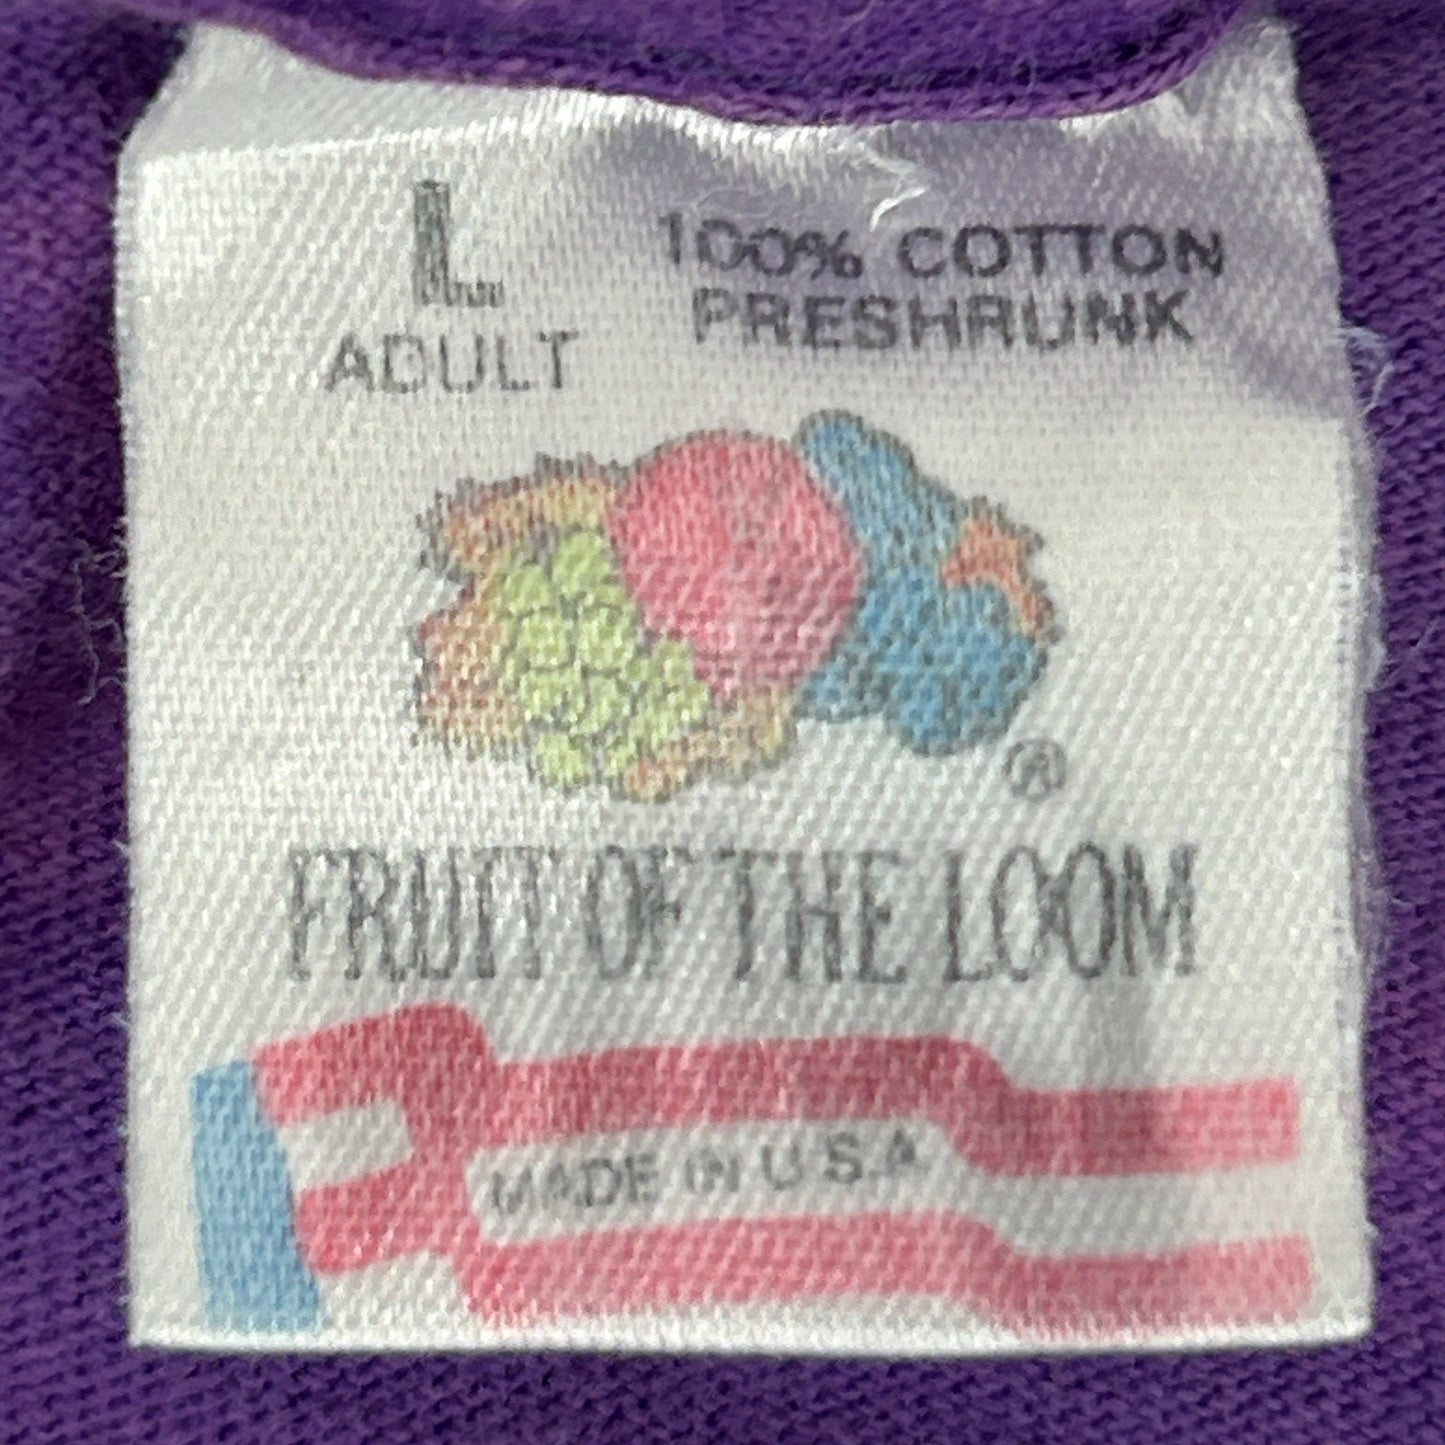 L
ADULT
100% COTTON
PRESHRUNK
®
FRUIT OF THE LOOM
MADE IN U.S.A